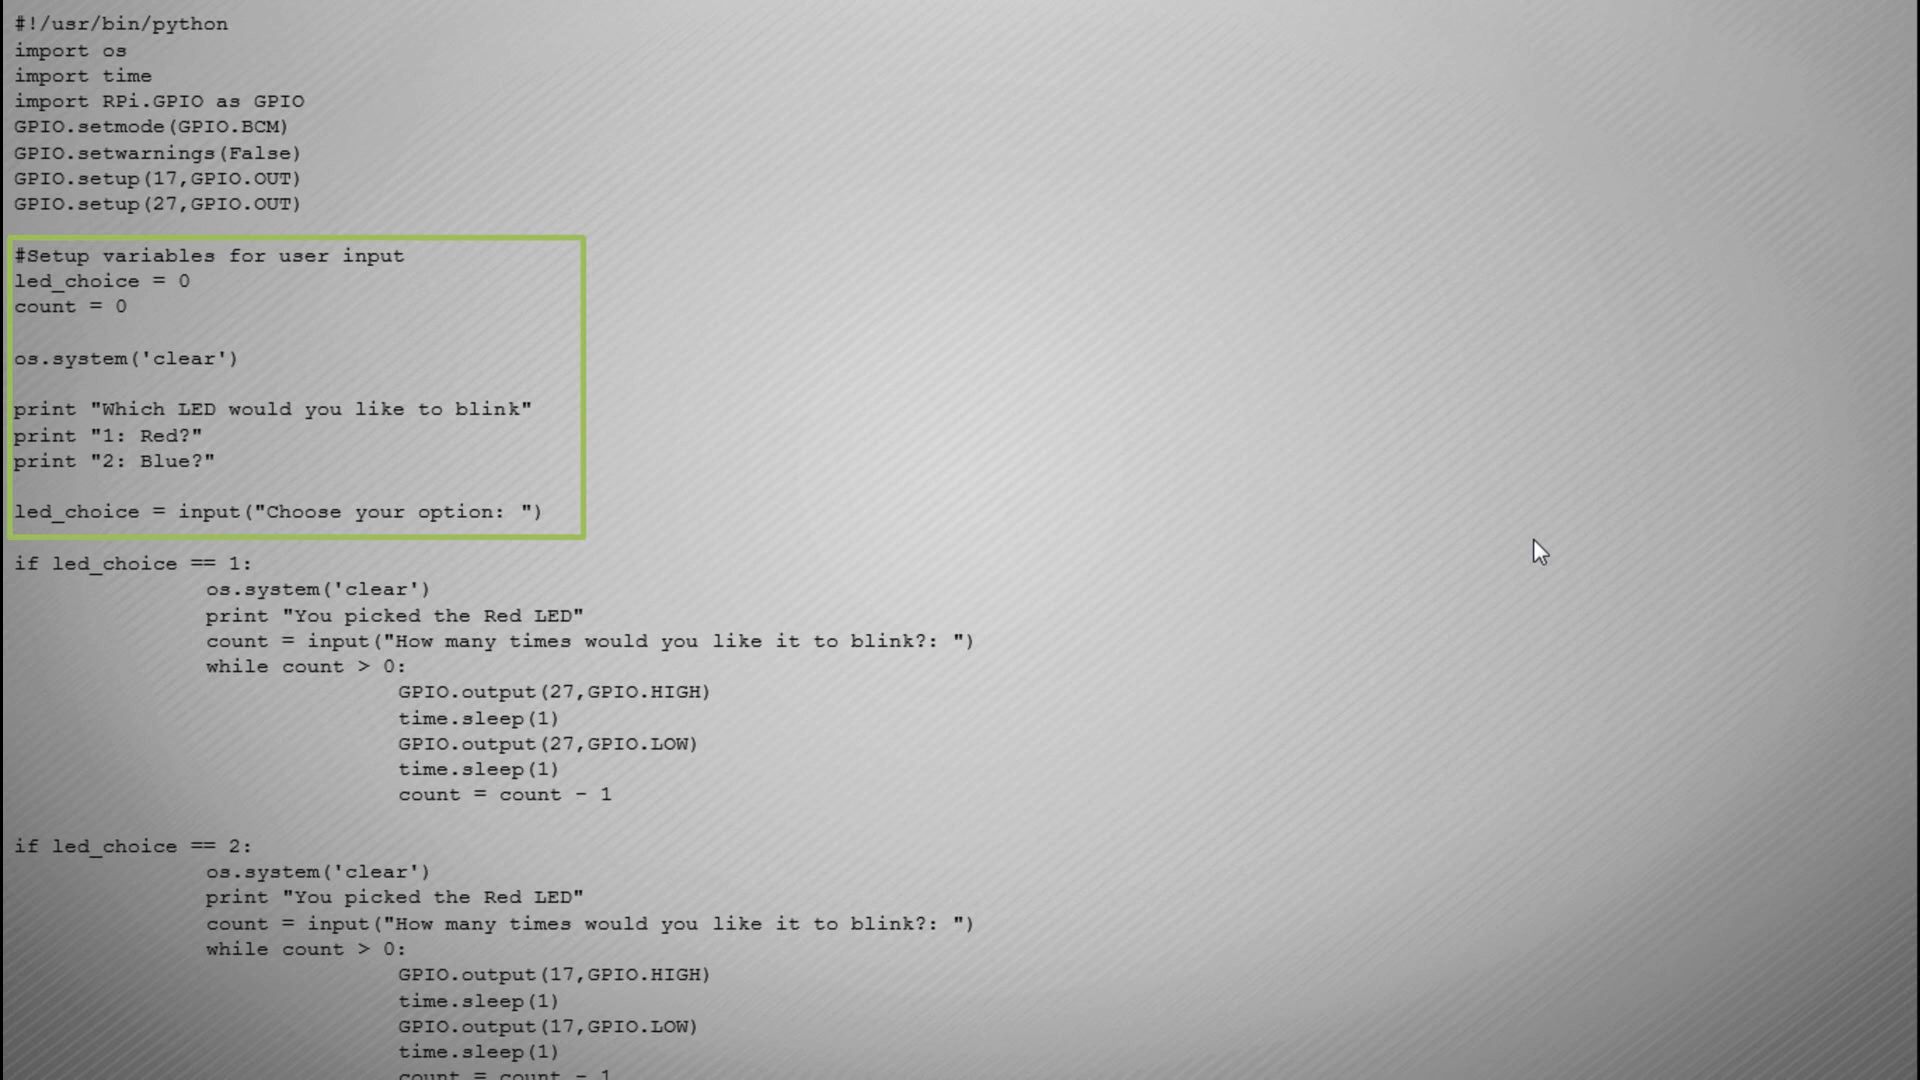 #!/usr/bin/python
import os
import time
import RPi.GPIO as GPIO
GPIO.setmode(GPIO.BCM)
GPIO.setwarnings(False)
GPIO.setup(17,GPIO.OUT)
GPIO.setup(27,GPIO.OUT)
#Setup variables for user input
led_choice = 0
count = 0
os.system('clear')
print "Which LED would you like to blink"
print "1: Red?"
print "2: Blue?"
led_choice = input("Choose your option: ")
if led_choice == 1:
os.system('clear')
print "You picked the Red LED"
count = input("How many times would you like it to blink?: ")
while count > 0:
GPIO.output(27,GPIO.HIGH)
time.sleep(1)
GPIO.output(27,GPIO.LOW)
time.sleep(1)
count = count - 1
if led_choice == 2:
os.system('clear')
print "You picked the Red LED"
count = input("How many times would you like it to blink?: ")
while count > 0:
GPIO.output(17,GPIO.HIGH)
time.sleep(1)
GPIO.output(17,GPIO.LOW)
time.sleep(1)
count = count - 1